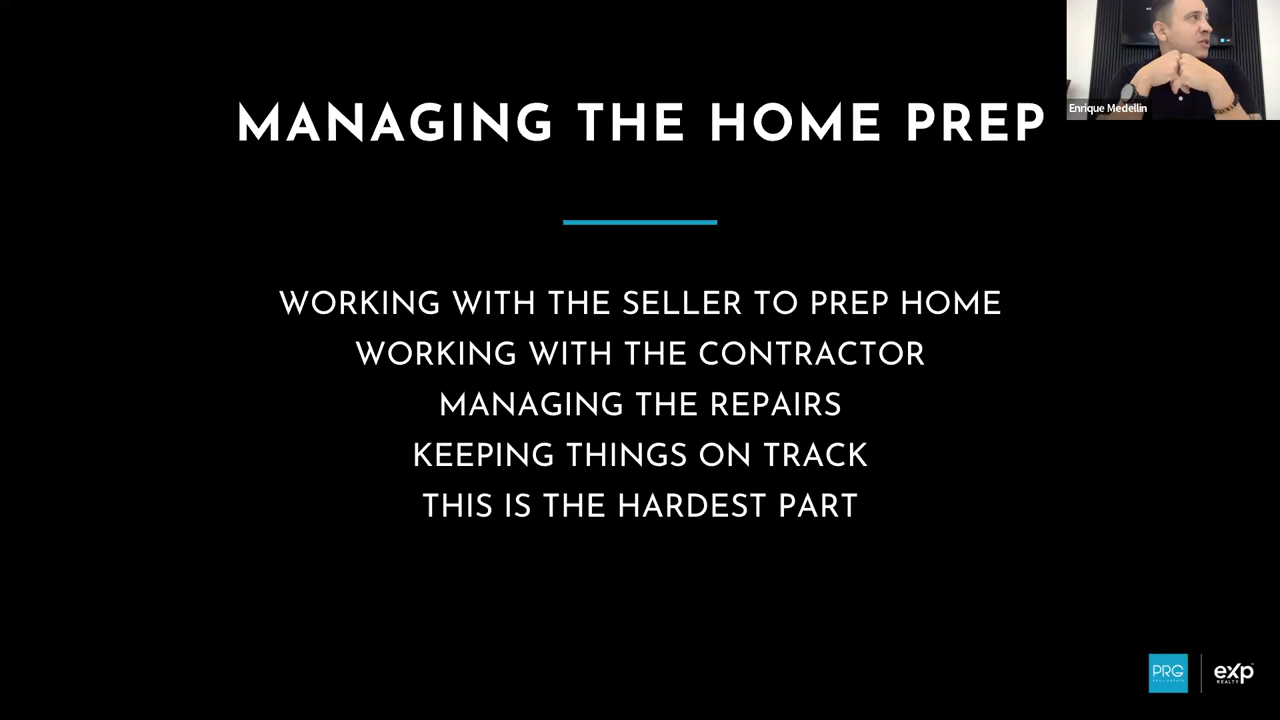 MANAGING THE HOME PREP
Enrique Medellin
WORKING WITH THE SELLER TO PREP HOME
WORKING WITH THE CONTRACTOR
MANAGING THE REPAIRS
KEEPING THINGS ON TRACK
THIS IS THE HARDEST PART
PRG
eXp
REALTY